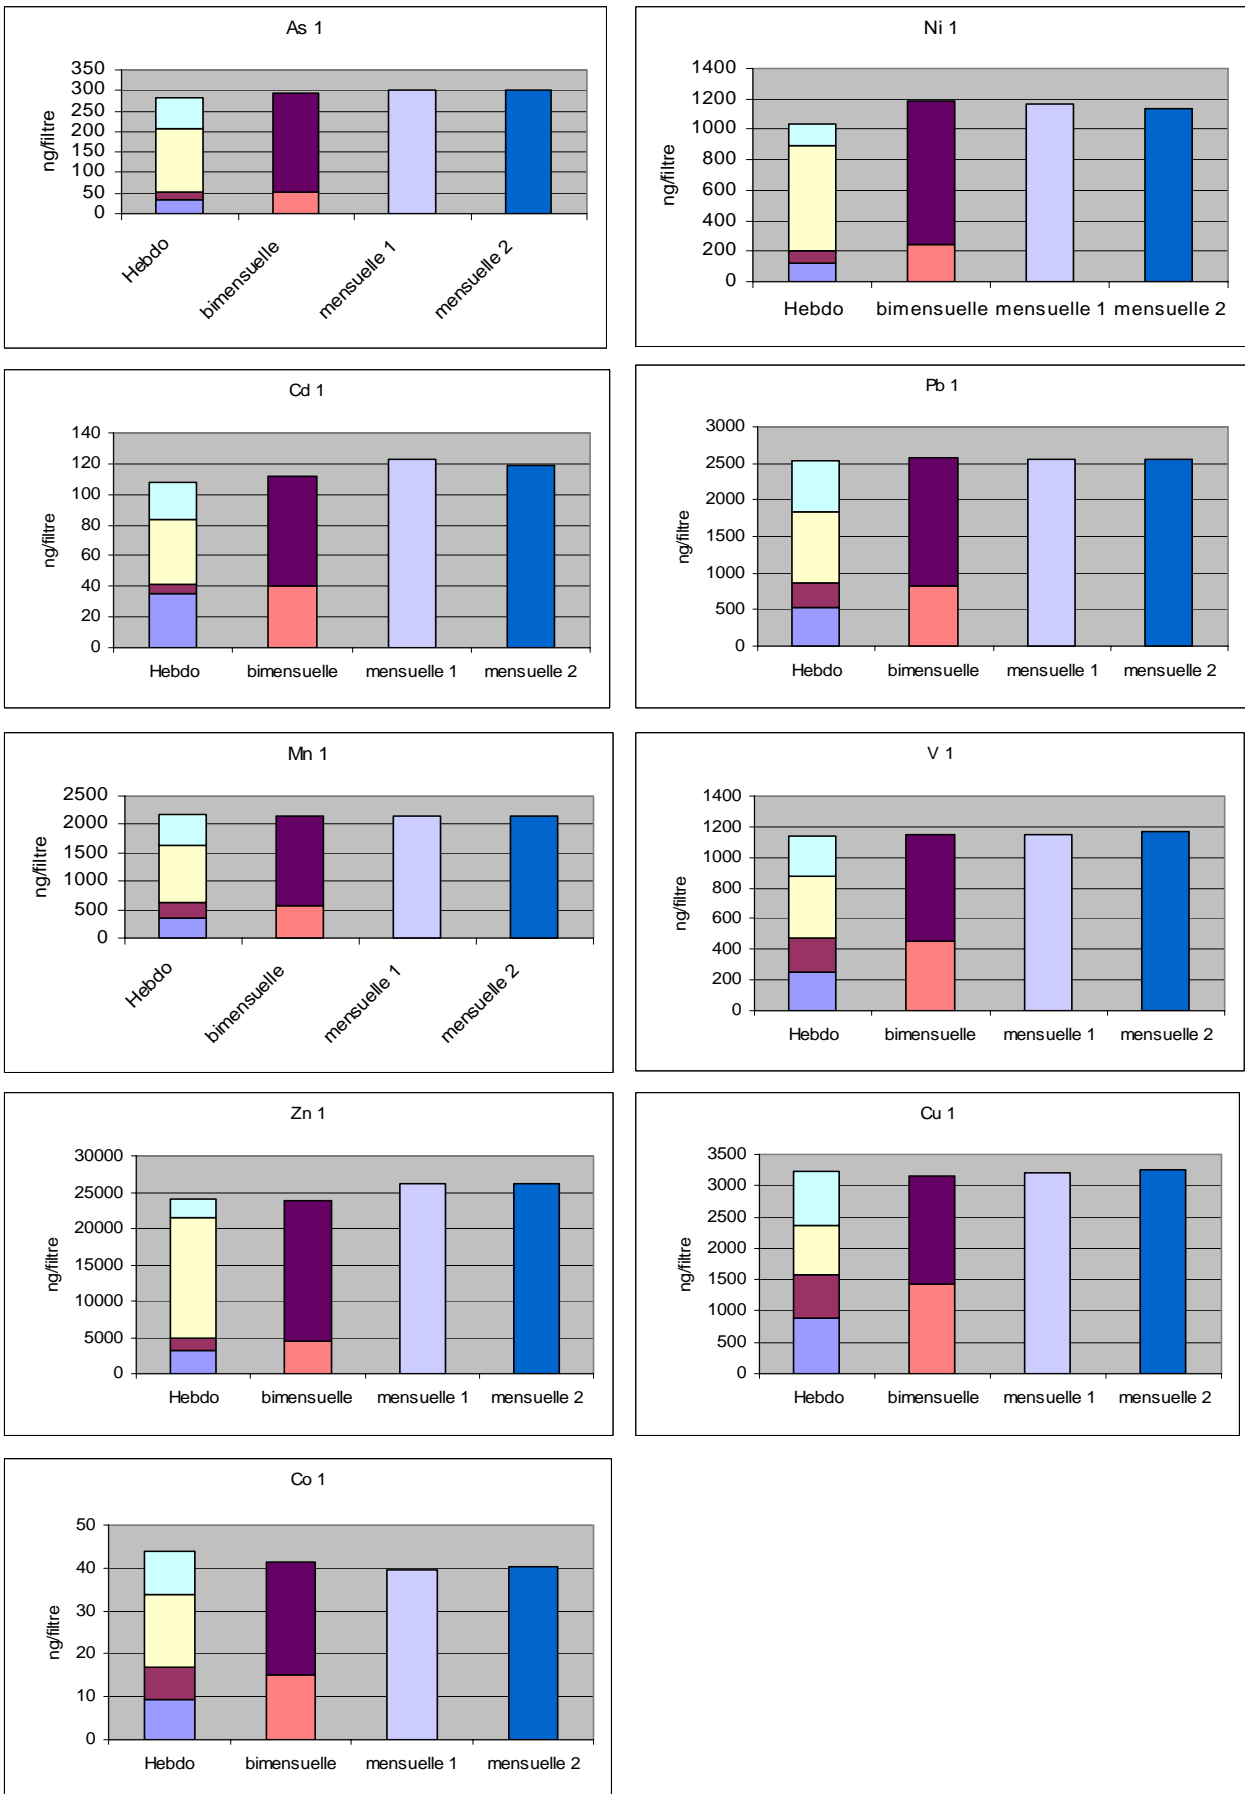 As 1
350
300
250
200
150
100
50
0
ng/filtre
Hebdo
bimensuelle
mensuelle 1
mensuelle 2
Ni 1
1400
1200
1000
800
600
400
200
0
ng/filtre
Hebdo bimensuelle mensuelle 1 mensuelle 2
Cd 1
140
120
100
80
60
40
20
0
ng/filtre
Hebdo bimensuelle mensuelle 1 mensuelle 2
Pb 1
3000
2500
2000
1500
1000
500
0
ng/filtre
Hebdo bimensuelle mensuelle 1 mensuelle 2
Mn 1
2500
2000
1500
1000
500
0
ng/filtre
Hebdo
bimensuelle
mensuelle 1
mensuelle 2
V 1
1400
1200
1000
800
600
400
200
0
ng/filtre
Hebdo bimensuelle mensuelle 1 mensuelle 2
Zn 1
30000
25000
20000
15000
10000
5000
0
ng/filtre
Hebdo bimensuelle mensuelle 1 mensuelle 2
Cu 1
3500
3000
2500
2000
1500
1000
500
0
ng/filtre
Hebdo bimensuelle mensuelle 1 mensuelle 2
Co 1
50
40
30
20
10
0
ng/filtre
Hebdo bimensuelle mensuelle 1 mensuelle 2